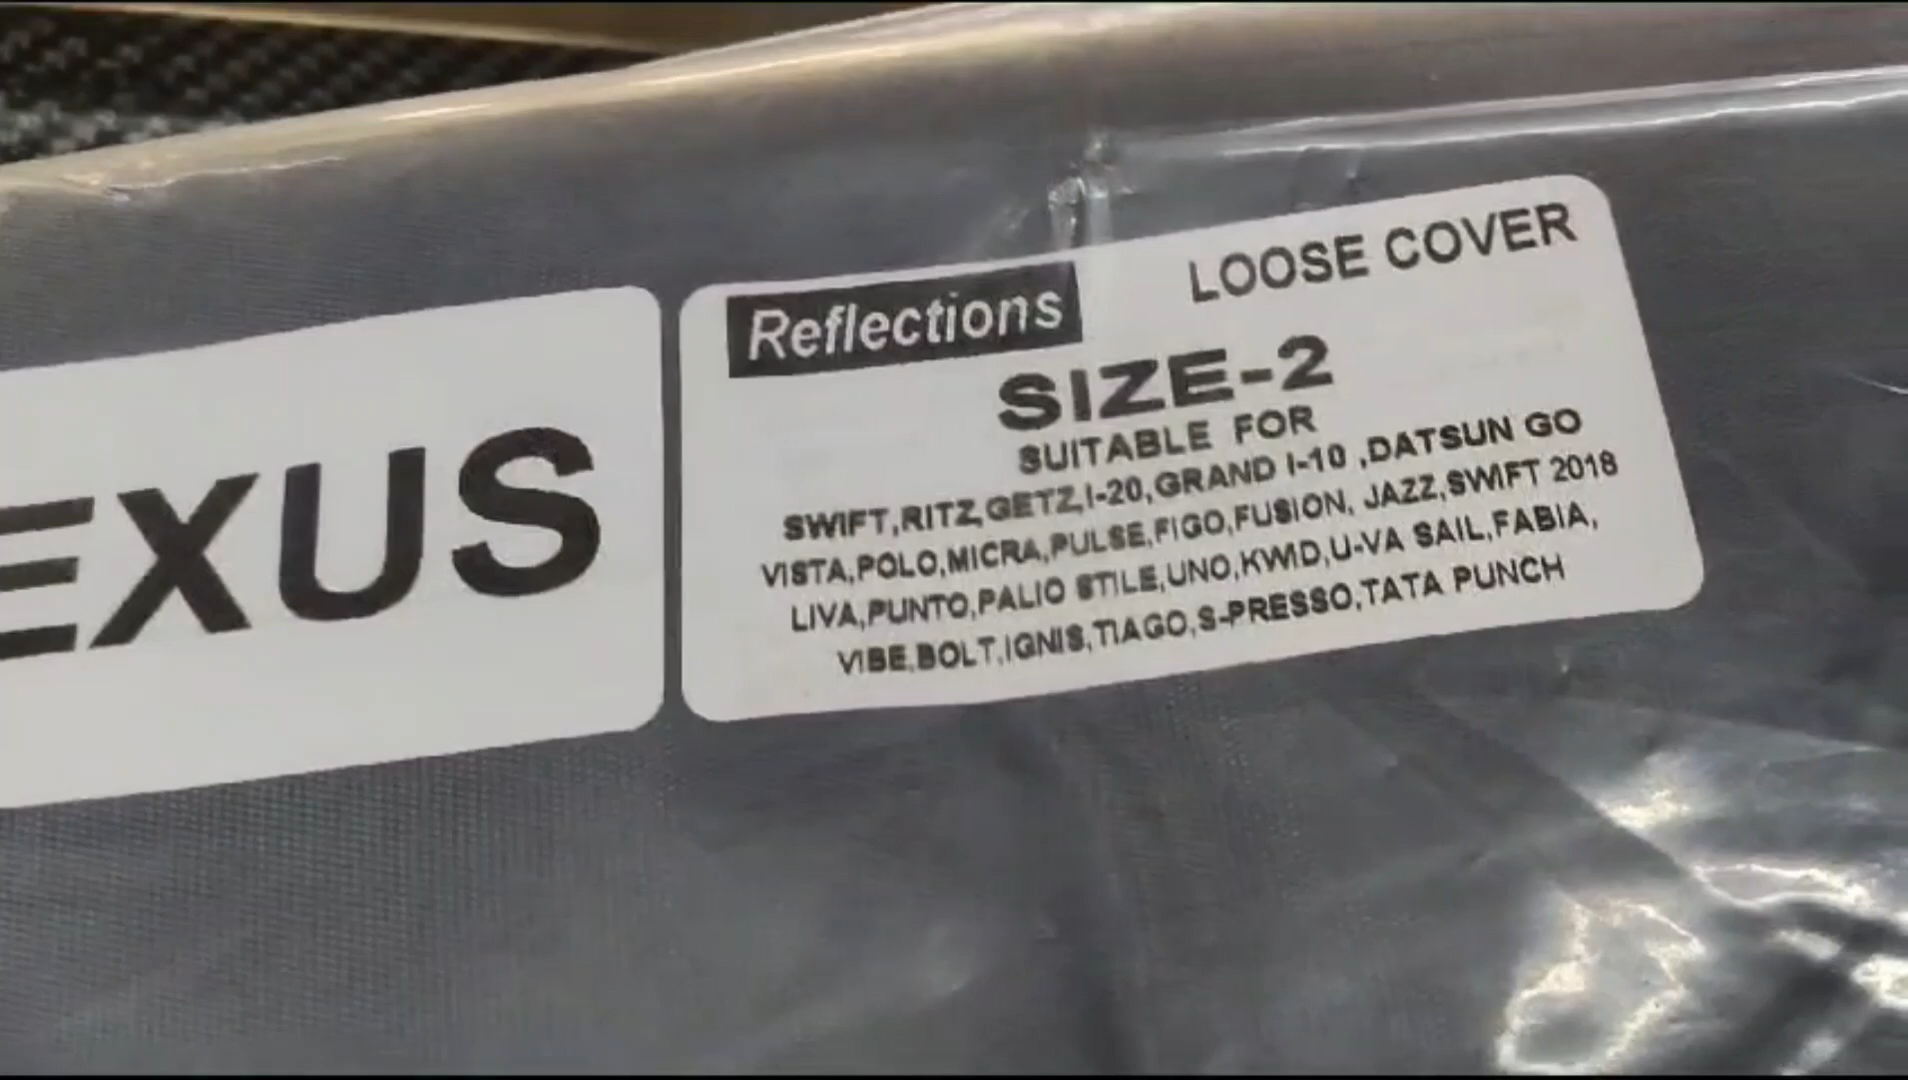 EXUS
Reflections
LOOSE COVER
SIZE-2
SUITABLE FOR
SWIFT,RITZ,GETZ,I-20,GRAND I-10 ,DATSUN GO
VISTA,POLO,MICRA,PULSE,FIGO,FUSION, JAZZ,SWIFT 2018
LIVA,PUNTO,PALIO STILE,UNO,KWID,U-VA SAIL,FABIA,
VIBE,BOLT,IGNIS,TIAGO,S-PRESSO,TATA PUNCH